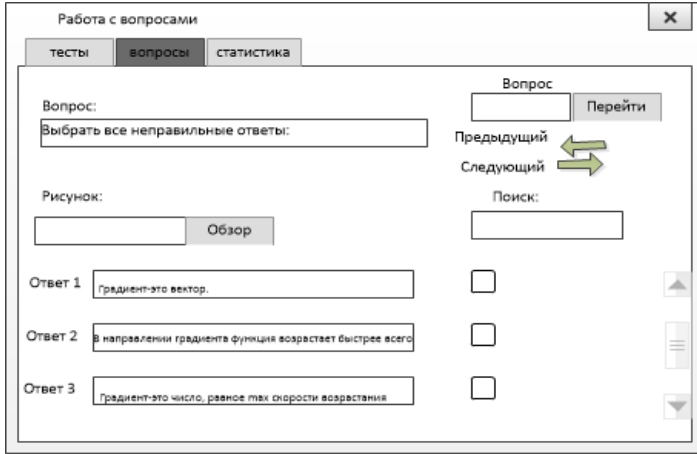 Работа с вопросами
тесты вопросы статистика
Вопрос
Вопрос:
Перейти
Выбрать все неправильные ответы:
Предыдущий
Следующий
Рисунок:
Поиск:
Обзор
Ответ 1 Градиент-это вектор.
Ответ 2 В направлении градиента функция возрастает быстрее всего
Ответ 3 Градиент-это число, равное max скорости возрастания